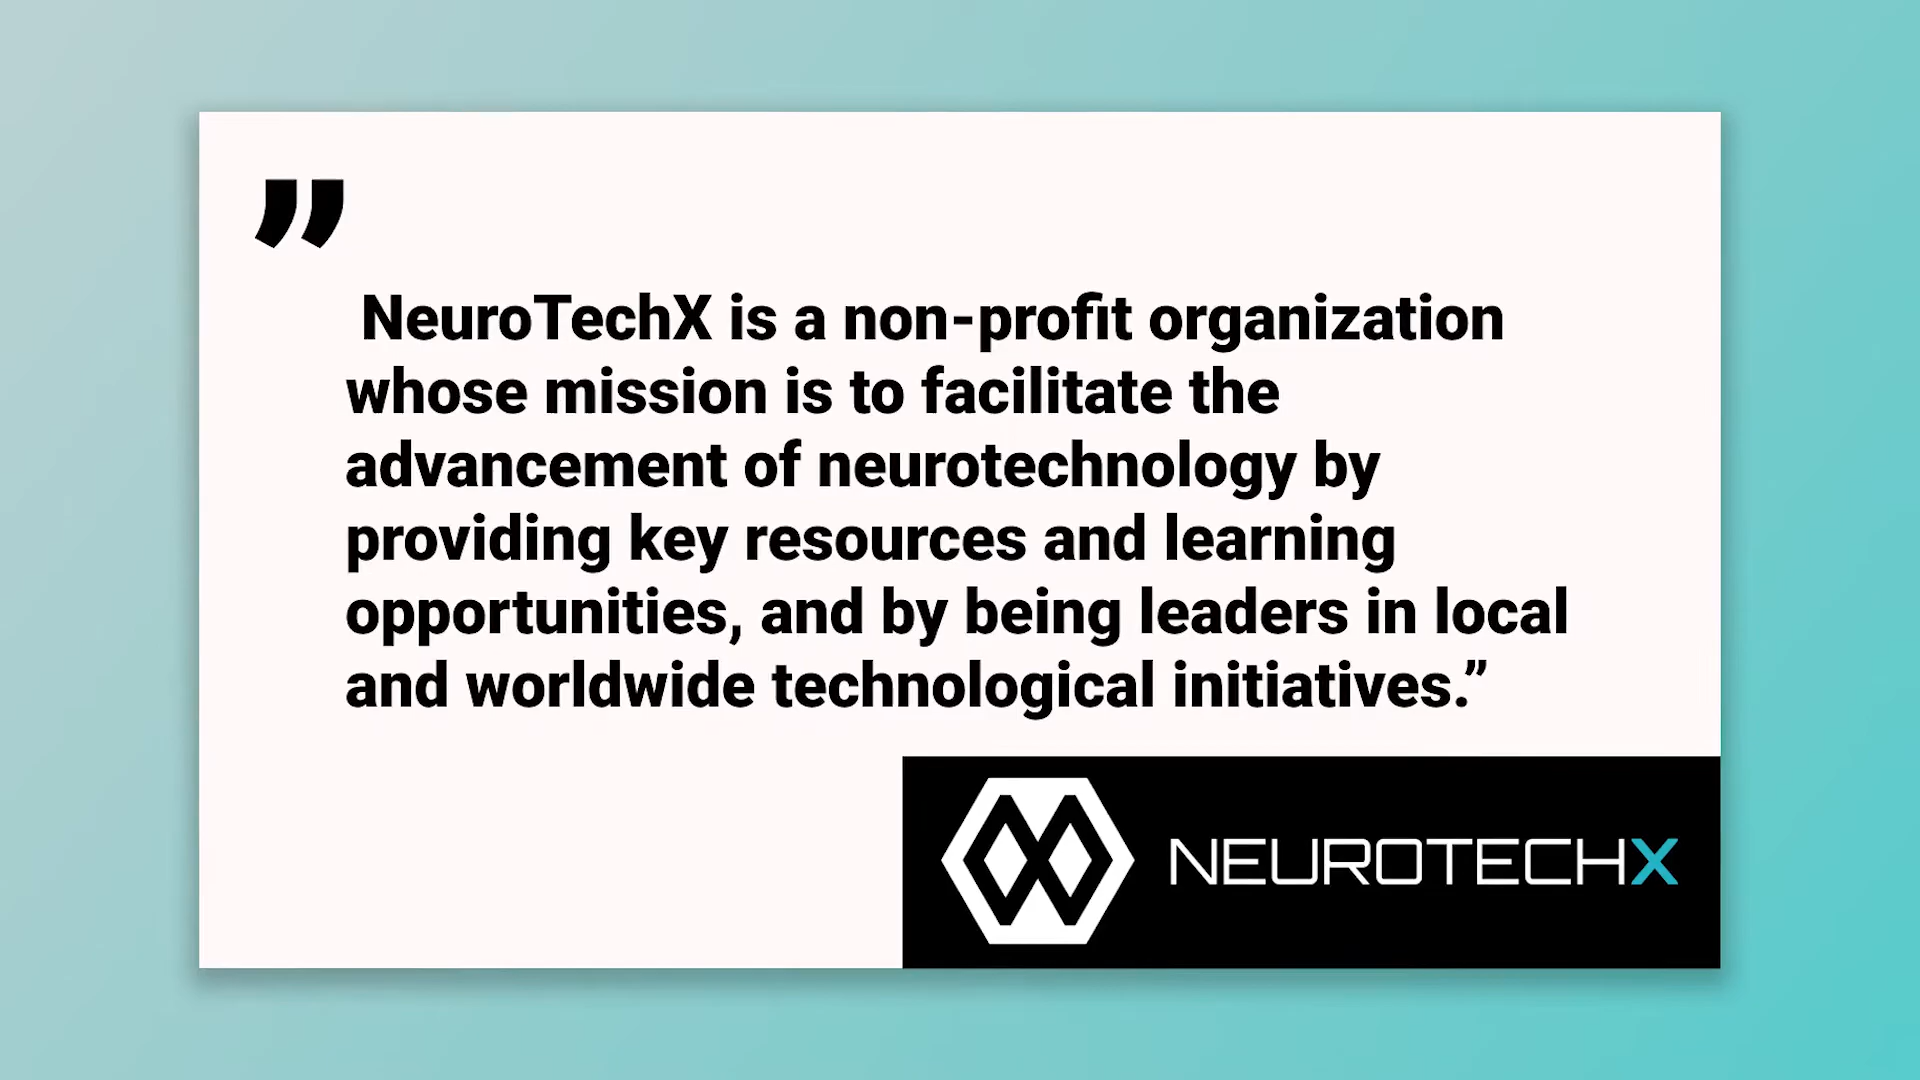 ”
NeuroTechX is a non-profit organization
whose mission is to facilitate the
advancement of neurotechnology by
providing key resources and learning
opportunities, and by being leaders in local
and worldwide technological initiatives.”
NEUROTECHX